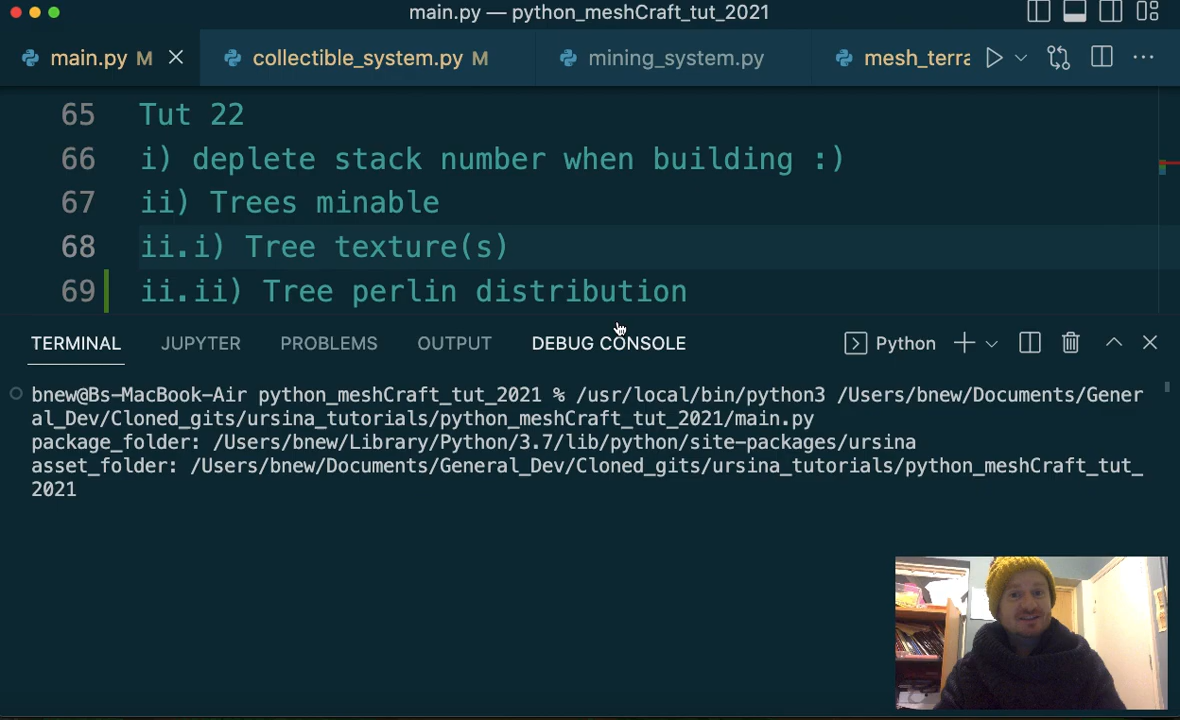 main.py — python_meshCraft_tut_2021
main.py M
collectible_system.py M
mining_system.py
mesh_terra
65 Tut 22
66 i) deplete stack number when building :)
67 ii) Trees minable
68 ii.i) Tree texture(s)
69 ii.ii) Tree perlin distribution
TERMINAL JUPYTER PROBLEMS OUTPUT DEBUG CONSOLE Python
bnew@Bs-MacBook-Air python_meshCraft_tut_2021 % /usr/local/bin/python3 /Users/bnew/Documents/Gener
al_Dev/Cloned_gits/ursina_tutorials/python_meshCraft_tut_2021/main.py
package_folder: /Users/bnew/Library/Python/3.7/lib/python/site-packages/ursina
asset_folder: /Users/bnew/Documents/General_Dev/Cloned_gits/ursina_tutorials/python_meshCraft_tut_
2021